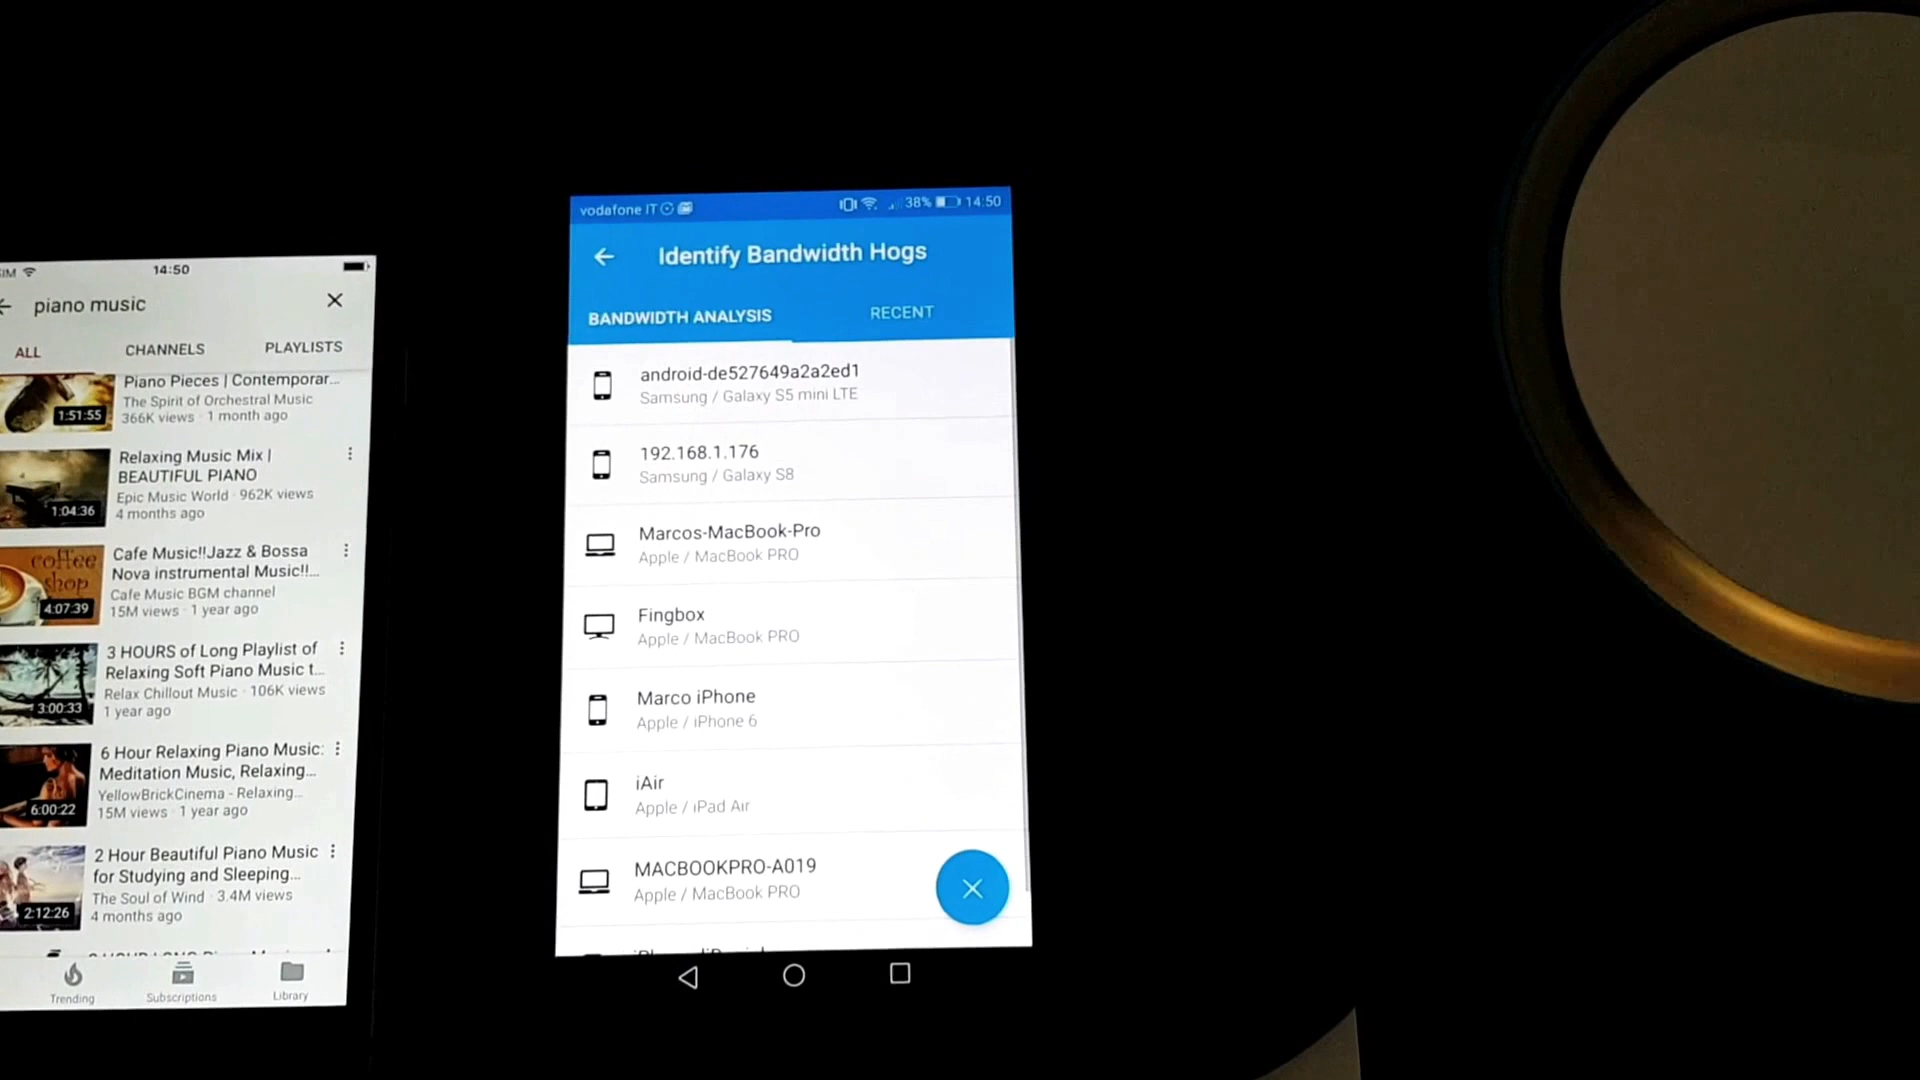 IM
14:50
piano music
ALL
CHANNELS
PLAYLISTS
Piano Pieces | Contemporar...
The Spirit of Orchestral Music
366K views · 1 month ago
1:51:55
Relaxing Music Mix |
BEAUTIFUL PIANO
Epic Music World · 962K views
4 months ago
1:04:36
coffee
shop
Cafe Music!!Jazz & Bossa
Nova instrumental Music!!...
Cafe Music BGM channel
15M views · 1 year ago
4:07:39
3 HOURS of Long Playlist of
Relaxing Soft Piano Music t...
Relax Chillout Music · 106K views
1 year ago
3:00:33
6 Hour Relaxing Piano Music:
Meditation Music, Relaxing...
YellowBrickCinema - Relaxing...
15M views · 1 year ago
6:00:22
2 Hour Beautiful Piano Music
for Studying and Sleeping...
The Soul of Wind · 3.4M views
4 months ago
2:12:26
Trending
Subscriptions
Library
vodafone IT
38%
14:50
Identify Bandwidth Hogs
BANDWIDTH ANALYSIS
RECENT
android-de527649a2a2ed1
Samsung / Galaxy S5 mini LTE
192.168.1.176
Samsung / Galaxy S8
Marcos-MacBook-Pro
Apple / MacBook PRO
Fingbox
Apple / MacBook PRO
Marco iPhone
Apple / iPhone 6
iAir
Apple / iPad Air
MACBOOKPRO-A019
Apple / MacBook PRO